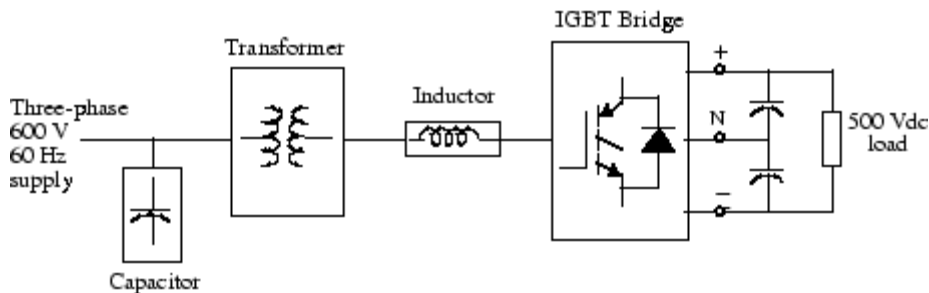 IGBT Bridge
Transformer
Inductor
Three-phase
600 V
60 Hz
supply
Capacitor
+
N
–
500 Vdc
load